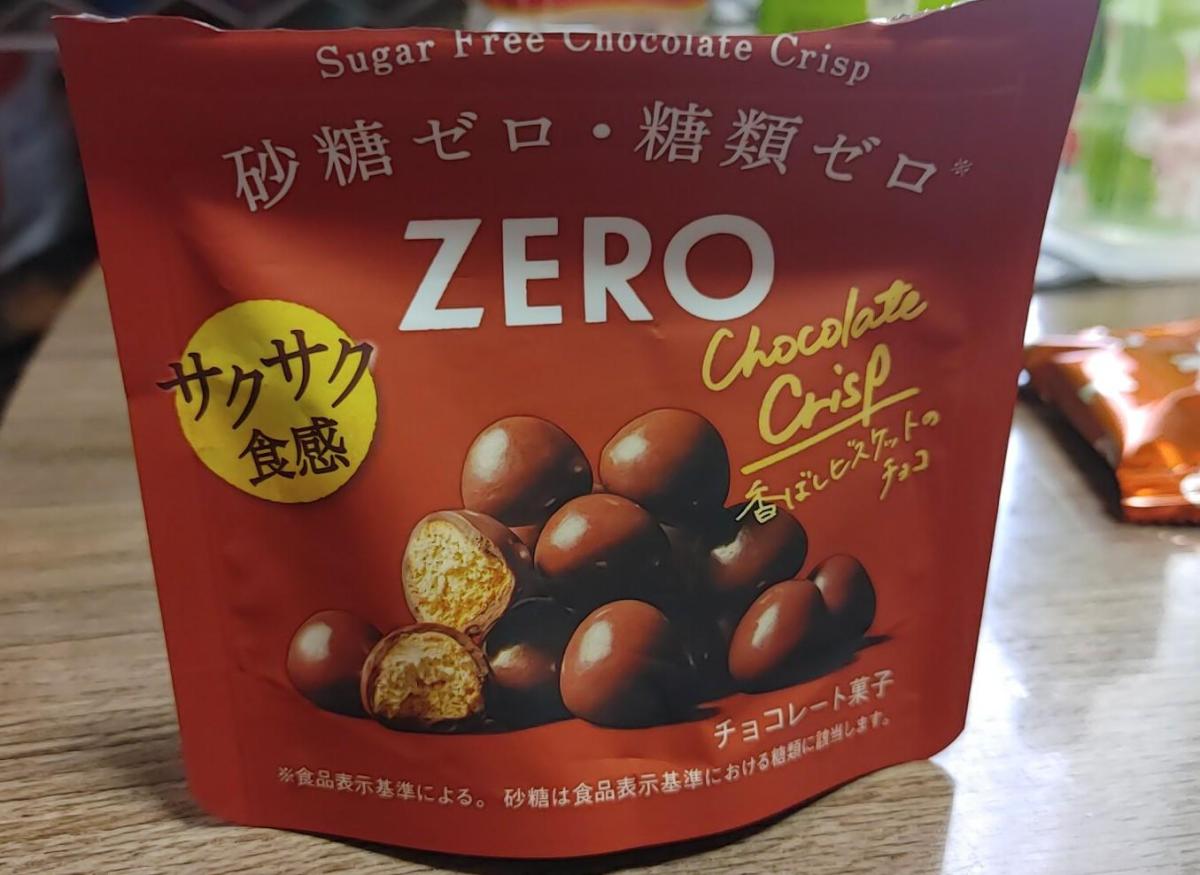 Sugar Free Chocolate Crisp
砂糖ゼロ・糖類ゼロ※
ZERO
Chocolate
Crisp
香ばしビスケットの
チョコ
サクサク
食感
チョコレート菓子
※食品表示基準による。 砂糖は食品表示基準における糖類に該当します。